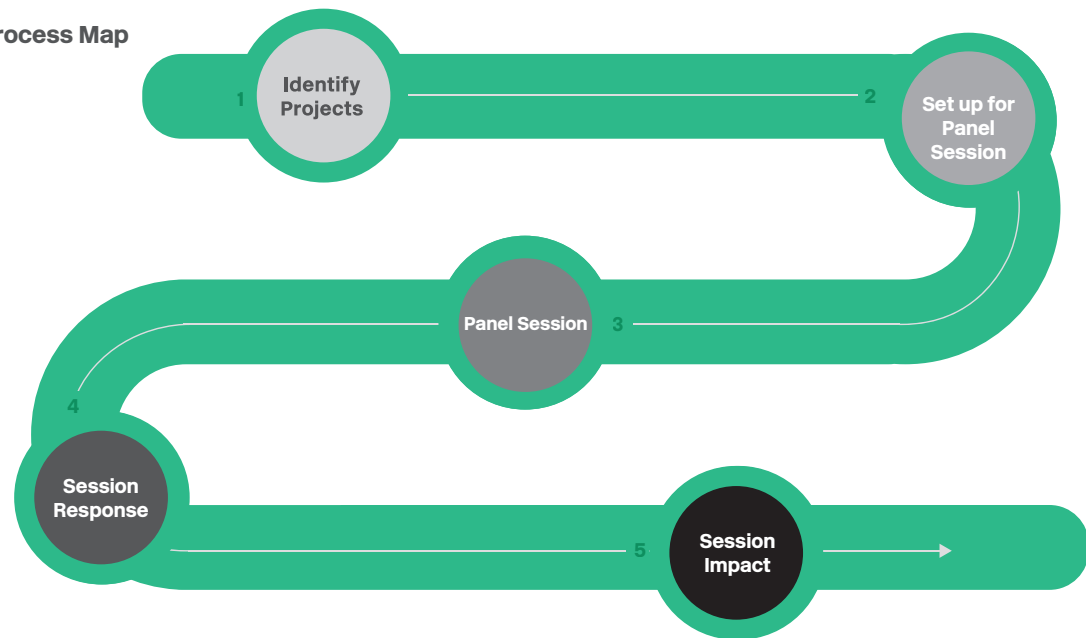 rocess Map
1
Identify
Projects
2
Set up for
Panel
Session
Panel Session
3
4
Session
Response
5
Session
Impact